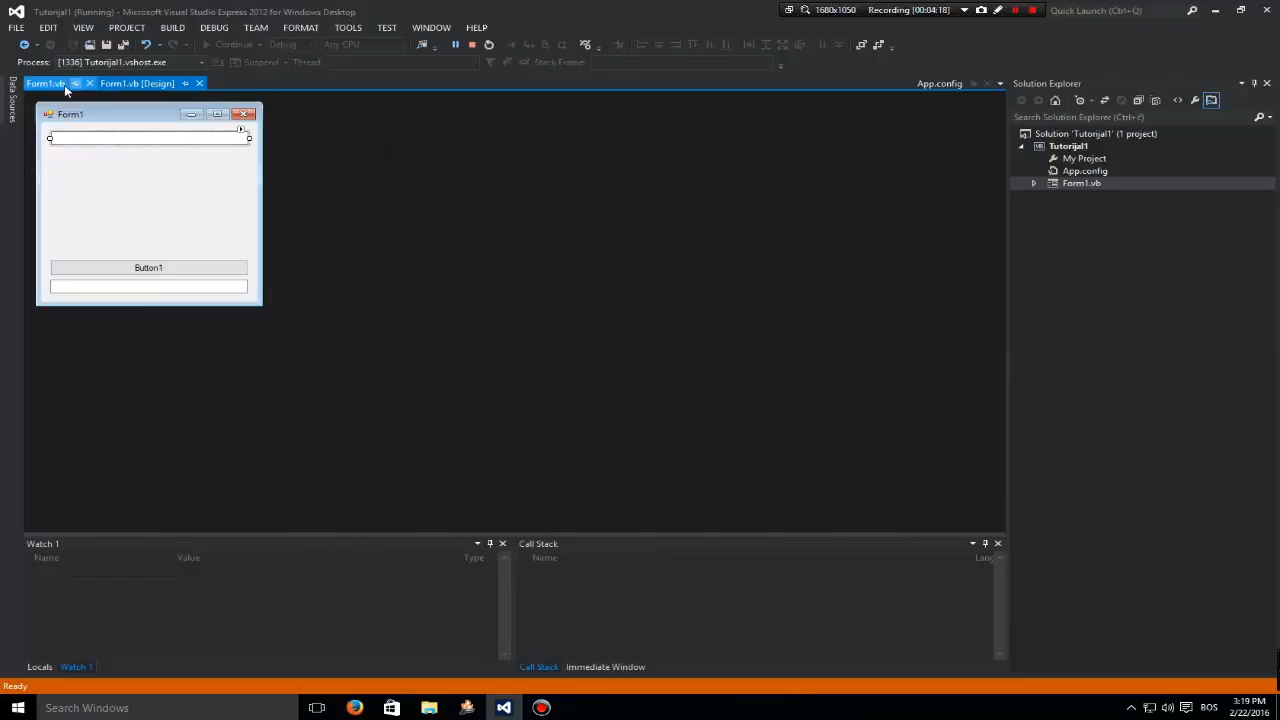 Tutorijal1 (Running) - Microsoft Visual Studio Express 2012 for Windows Desktop
1680x1050
Recording [00:04:18]
Quick Launch (Ctrl+Q)
FILE EDIT VIEW PROJECT BUILD DEBUG TEAM FORMAT TOOLS TEST WINDOW HELP
Continue Debug Any CPU
Process: [1336] Tutorijal1.vshost.exe Suspend Thread: Stack Frame:
Data Sources
Form1.vb Form1.vb [Design] App.config
Solution Explorer
Search Solution Explorer (Ctrl+č)
Solution 'Tutorijal1' (1 project)
Tutorijal1
My Project
App.config
Form1.vb
Form1
Button1
Watch 1
Name Value Type
Locals Watch 1
Call Stack
Name Lang
Call Stack Immediate Window
Ready
Search Windows
BOS
3:19 PM
2/22/2016